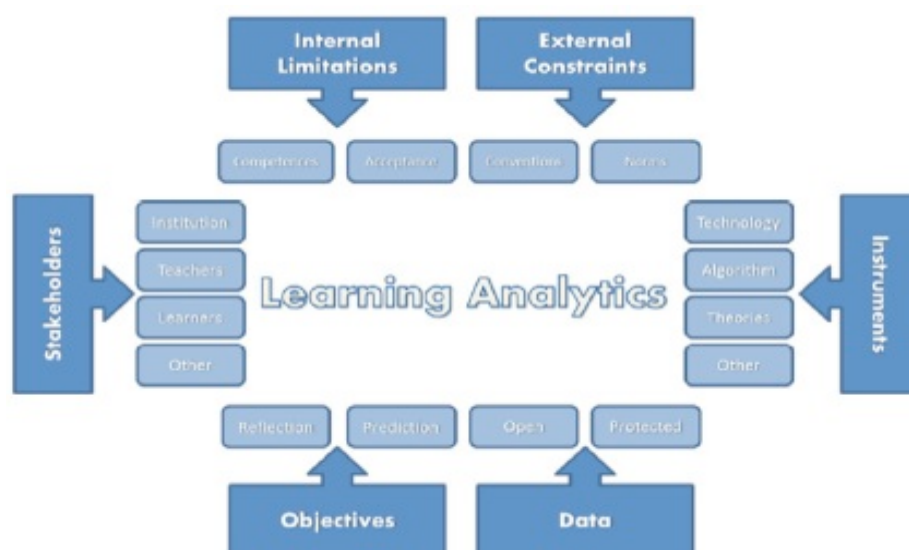 Internal
Limitations
External
Constraints
Competences
Acceptance
Conventions
Norms
Stakeholders
Institution
Teachers
Learners
Other
Learning Analytics
Technology
Algorithm
Theories
Other
Instruments
Reflection
Prediction
Open
Protected
Objectives
Data